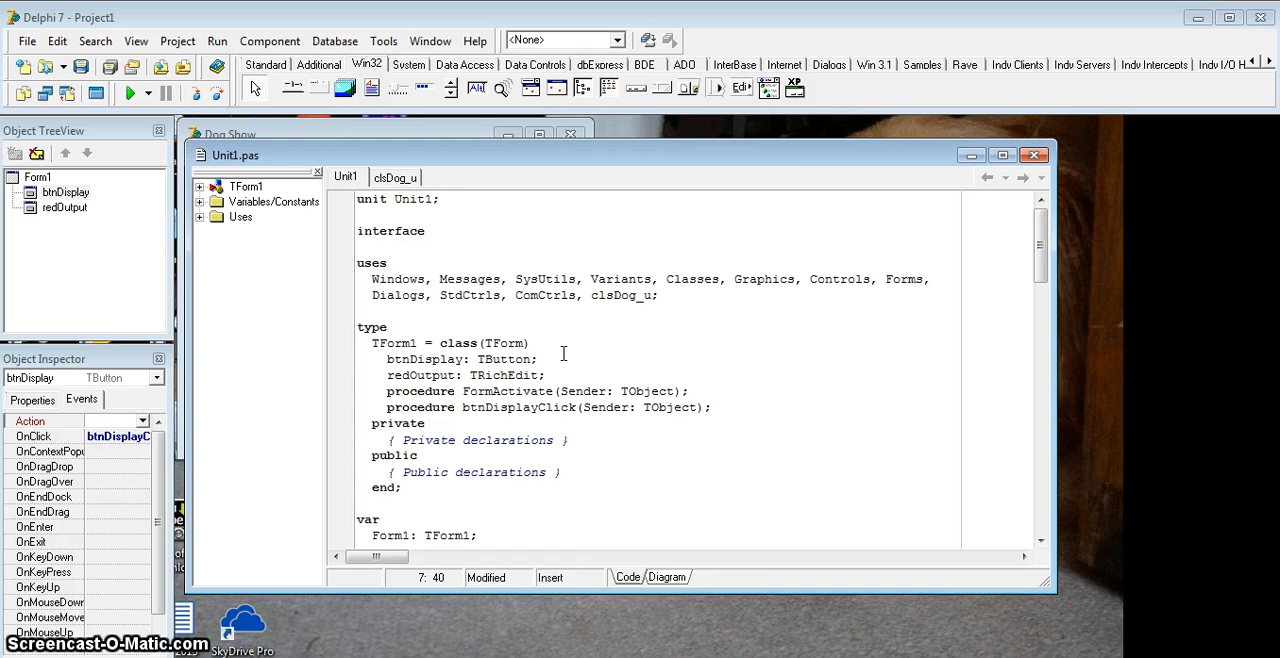 Delphi 7 - Project1
File Edit Search View Project Run Component Database Tools Window Help <None>
Standard Additional Win32 System Data Access Data Controls dbExpress BDE ADO InterBase Internet Dialogs Win 3.1 Samples Rave Indy Clients Indy Servers Indy Intercepts Indy I/O H
Object TreeView
Form1
btnDisplay
redOutput
Object Inspector
btnDisplay TButton
Properties Events
Action
OnClick btnDisplayC
OnContextPopu
OnDragDrop
OnDragOver
OnEndDock
OnEndDrag
OnEnter
OnExit
OnKeyDown
OnKeyPress
OnKeyUp
OnMouseDown
OnMouseMove
OnMouseUp
Dog Show
Unit1.pas
TForm1
Variables/Constants
Uses
Unit1 clsDog_u
unit Unit1;
interface
uses
Windows, Messages, SysUtils, Variants, Classes, Graphics, Controls, Forms,
Dialogs, StdCtrls, ComCtrls, clsDog_u;
type
TForm1 = class(TForm)
btnDisplay: TButton;
redOutput: TRichEdit;
procedure FormActivate(Sender: TObject);
procedure btnDisplayClick(Sender: TObject);
private
{ Private declarations }
public
{ Public declarations }
end;
var
Form1: TForm1;
7: 40 Modified Insert Code Diagram
SkyDrive Pro
Screencast-O-Matic.com